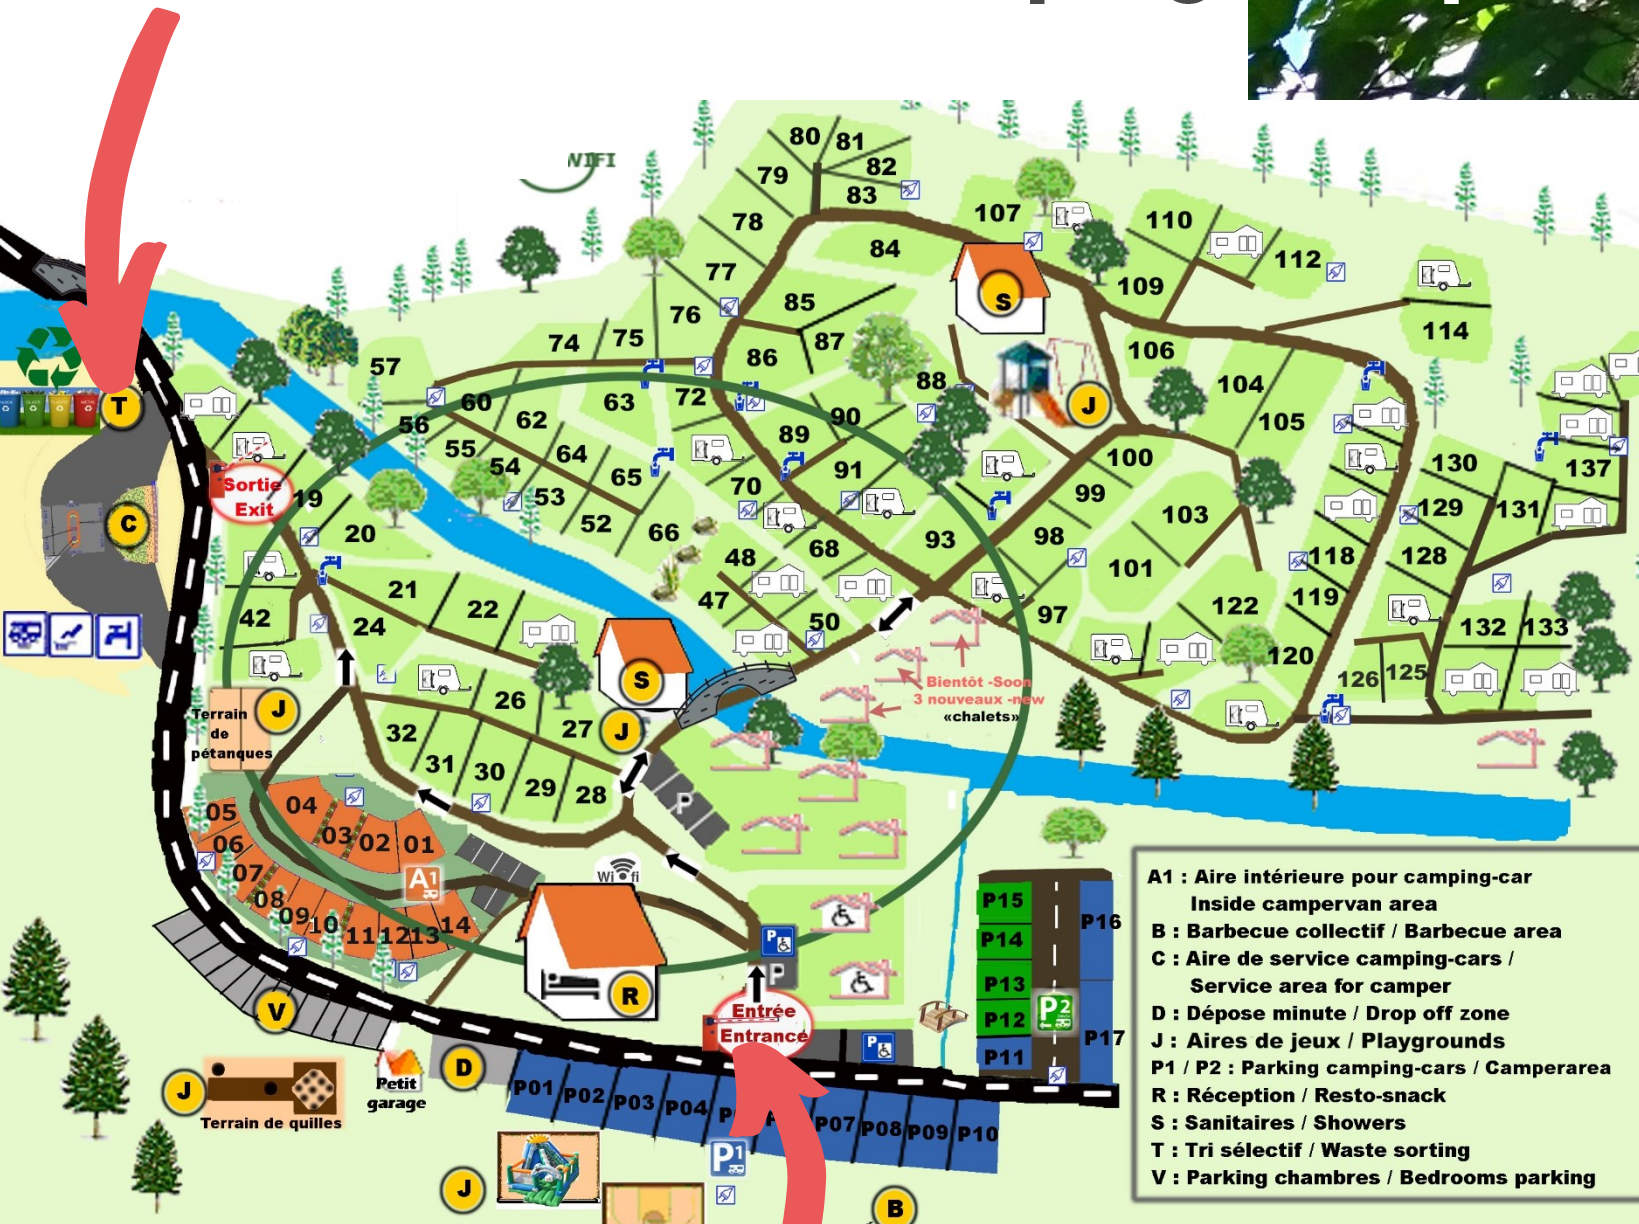 WIFI
80
81
82
79
83
107
110
78
84
112
77
S
109
76
85
114
74
75
87
106
57
86
88
104
T
60
63
72
J
56
62
90
105
55
89
54
64
100
130
Sortie
Exit
65
91
137
53
70
99
129
131
19
C
20
52
66
103
98
68
93
118
128
48
101
21
22
47
119
42
24
50
97
122
132
133
120
S
126
125
Bientôt -Soon
3 nouveaux -new
«chalets»
26
Terrain
de
pétanques
J
27
J
32
31
30
29
28
P
04
05
03
02
01
06
Wi fi
07
A1
08
09
10
11
12
13
14
P15
P16
P14
P
P13
P
R
V
Entrée
Entrance
P12
P2
P11
P17
P
D
Petit
garage
J
Terrain de quilles
P01
P02
P03
P04
P07
P08
P09
P10
P1
J
B
A1 : Aire intérieure pour camping-car
Inside campervan area
B : Barbecue collectif / Barbecue area
C : Aire de service camping-cars /
Service area for camper
D : Dépose minute / Drop off zone
J : Aires de jeux / Playgrounds
P1 / P2 : Parking camping-cars / Camperarea
R : Réception / Resto-snack
S : Sanitaires / Showers
T : Tri sélectif / Waste sorting
V : Parking chambres / Bedrooms parking